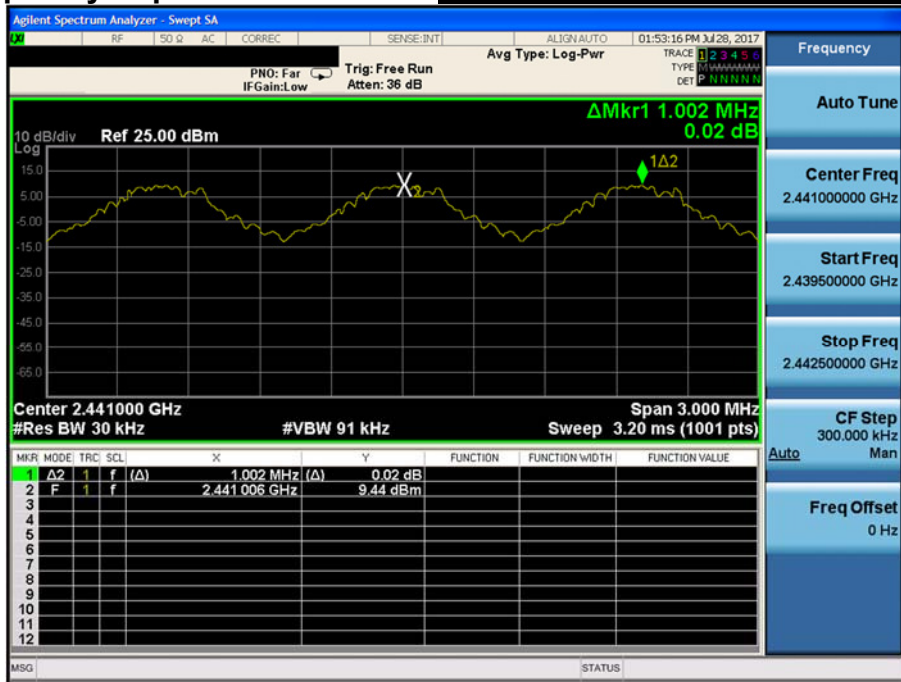 Agilent Spectrum Analyzer - Swept SA
RF 50 Ω AC CORREC SENSE:INT ALIGN AUTO 01:53:16 PM Jul 28, 2017
Avg Type: Log-Pwr TRACE 1 2 3 4 5 6
PNO: Far Trig: Free Run TYPE M
IFGain:Low Atten: 36 dB DET P N N N N N
ΔMkr1 1.002 MHz
0.02 dB
10 dB/div Ref 25.00 dBm
Log
1Δ2
15.0
5.00
-5.00
-15.0
-25.0
-35.0
-45.0
-55.0
-65.0
Center 2.441000 GHz Span 3.000 MHz
#Res BW 30 kHz #VBW 91 kHz Sweep 3.20 ms (1001 pts)
MKR MODE TRC SCL X Y FUNCTION FUNCTION WIDTH FUNCTION VALUE
1 Δ2 1 f (Δ) 1.002 MHz (Δ) 0.02 dB
2 F 1 f 2.441 006 GHz 9.44 dBm
3
4
5
6
7
8
9
10
11
12
MSG STATUS
Frequency
Auto Tune
Center Freq
2.441000000 GHz
Start Freq
2.439500000 GHz
Stop Freq
2.442500000 GHz
CF Step
300.000 kHz
Auto Man
Freq Offset
0 Hz